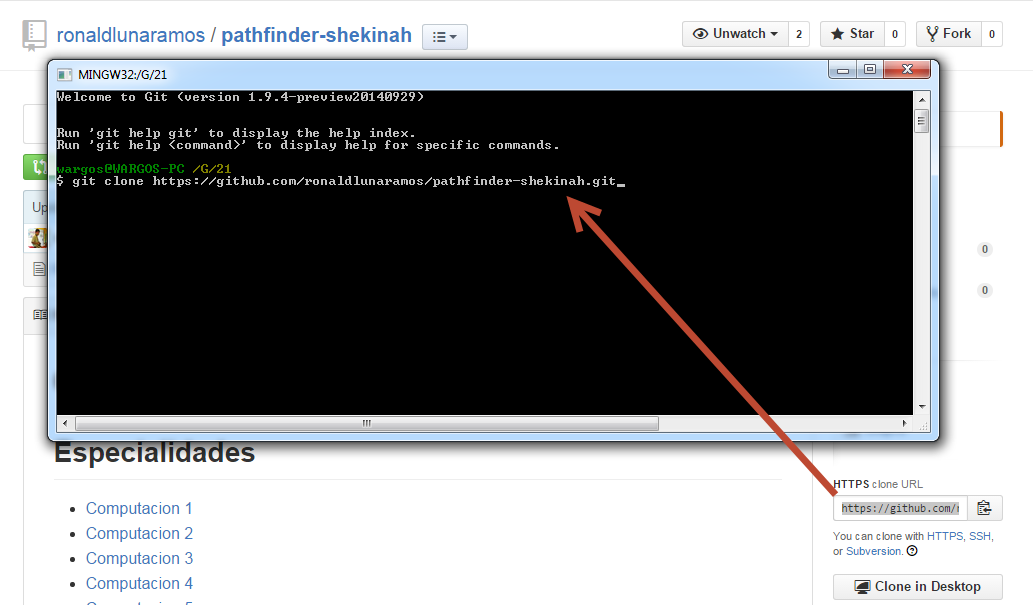 ronaldlunaramos / pathfinder-shekinah
Unwatch 2 Star 0 Fork 0
MINGW32:/G/21
Welcome to Git (version 1.9.4-preview20140929)
Run 'git help git' to display the help index.
Run 'git help <command>' to display help for specific commands.
wargos@WARGOS-PC /G/21
$ git clone https://github.com/ronaldlunaramos/pathfinder-shekinah.git
Up
0
0
Especialidades
Computacion 1
Computacion 2
Computacion 3
Computacion 4
HTTPS clone URL
https://github.com/r
You can clone with HTTPS, SSH,
or Subversion.
Clone in Desktop